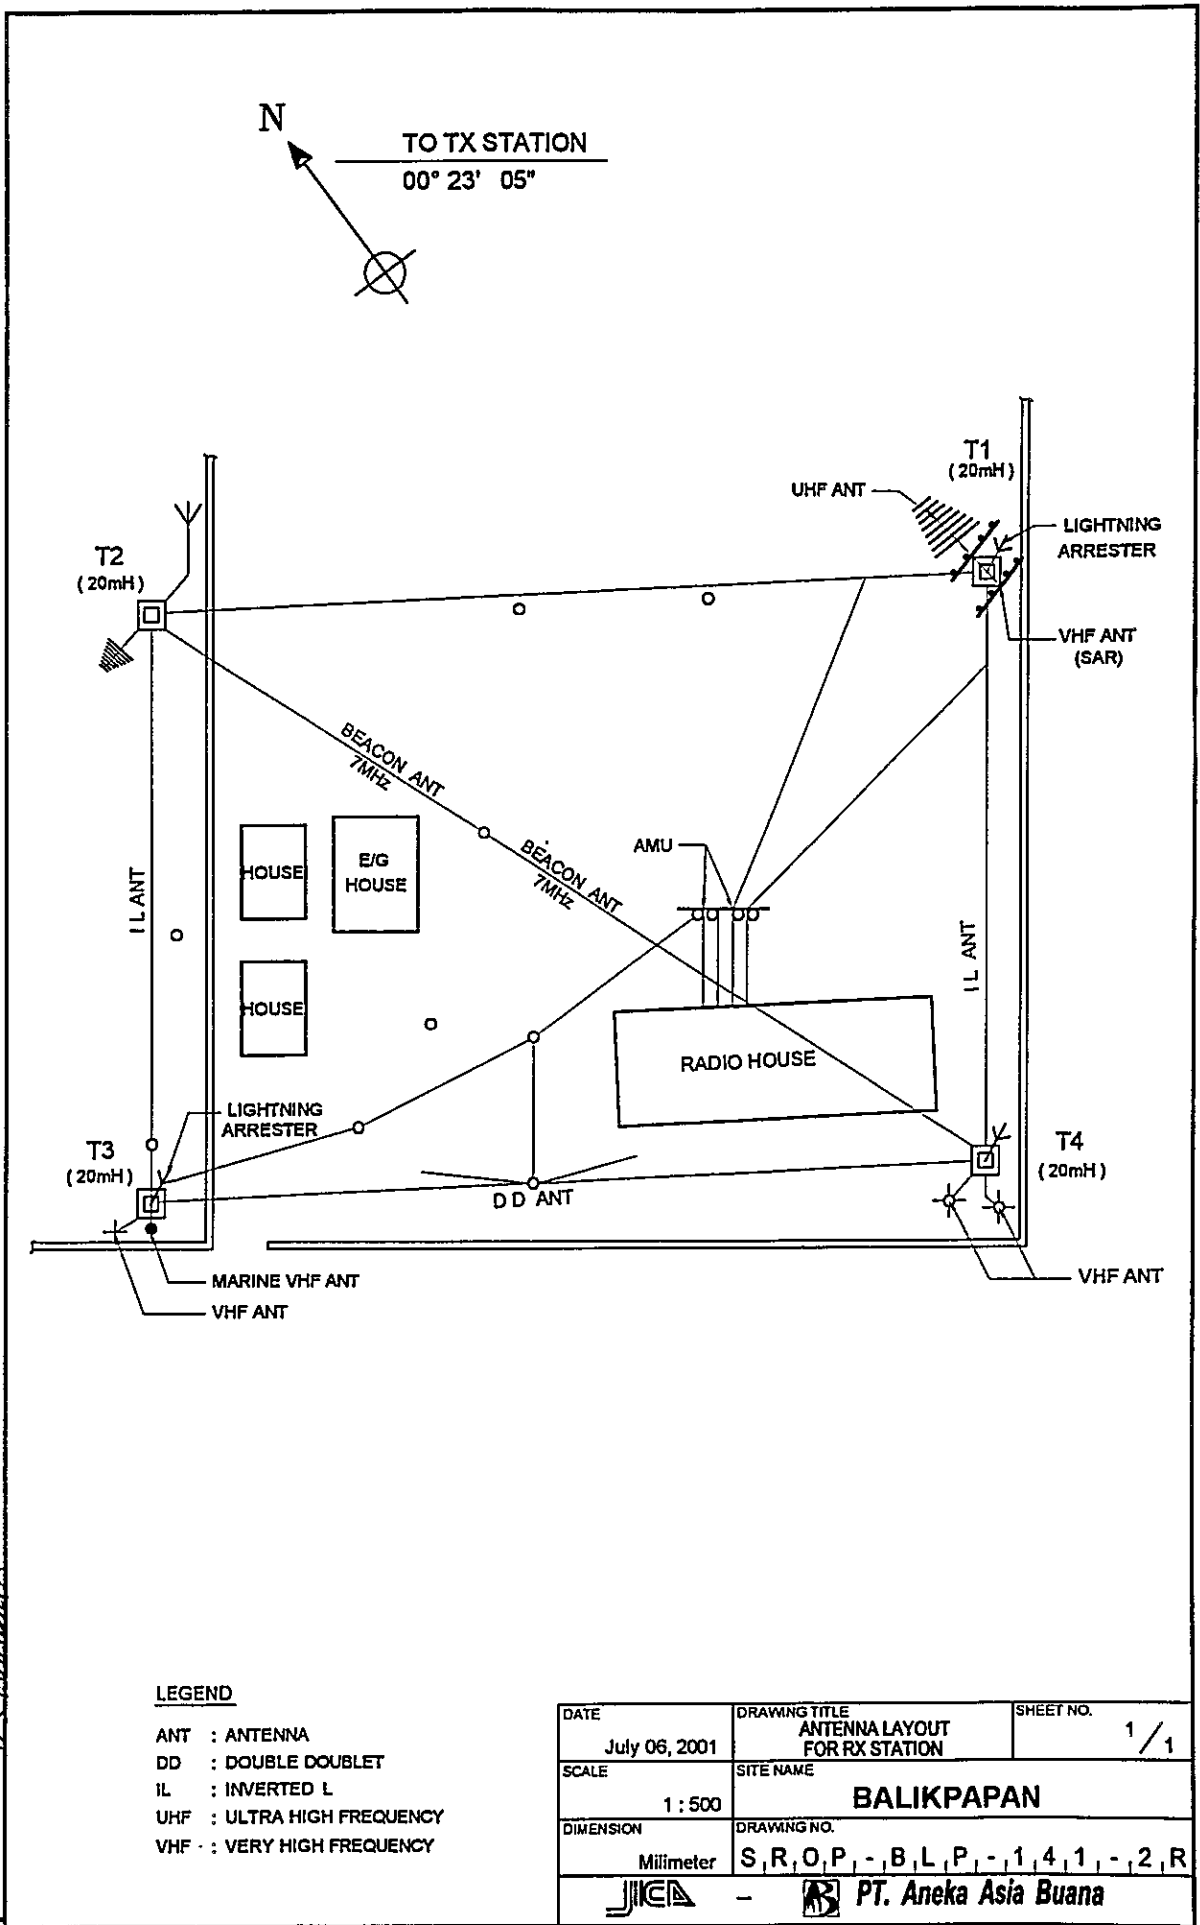 N
TO TX STATION
00° 23' 05"
T1
(20mH)
UHF ANT
LIGHTNING
ARRESTER
T2
(20mH)
VHF ANT
(SAR)
BEACON ANT
7MHz
BEACON ANT
7MHz
AMU
HOUSE
E/G
HOUSE
I L ANT
I L ANT
HOUSE
RADIO HOUSE
LIGHTNING
ARRESTER
T3
(20mH)
T4
(20mH)
D D ANT
MARINE VHF ANT
VHF ANT
VHF ANT
LEGEND
ANT : ANTENNA
DD : DOUBLE DOUBLET
IL : INVERTED L
UHF : ULTRA HIGH FREQUENCY
VHF : VERY HIGH FREQUENCY
DATE
July 06, 2001
DRAWING TITLE
ANTENNA LAYOUT
FOR RX STATION
SHEET NO.
1/1
SCALE
1 : 500
SITE NAME
BALIKPAPAN
DIMENSION
Milimeter
DRAWING NO.
SROP-BLP-141-2R
JICA - PT. Aneka Asia Buana